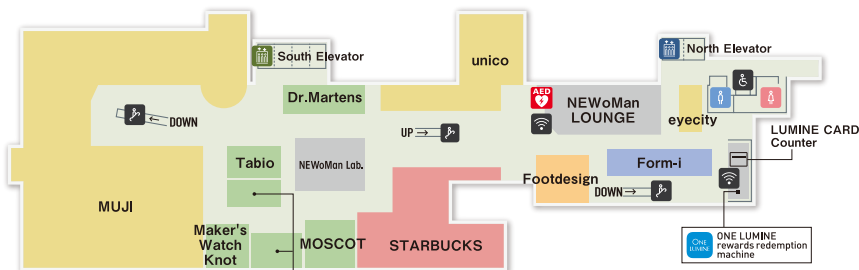 South Elevator
North Elevator
unico
Dr.Martens
AED
NEWoMan
LOUNGE
eyecity
DOWN
UP
LUMINE CARD
Counter
Tabio
NEWoMan Lab.
Form-i
Footdesign
DOWN
MUJI
Maker's
Watch
Knot
MOSCOT
STARBUCKS
ONE
LUMINE
ONE LUMINE
rewards redemption
machine